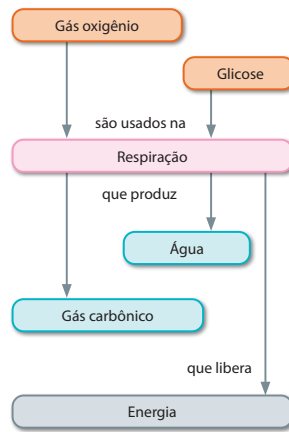 Gás oxigênio
Glicose
são usados na
Respiração
que produz
Água
Gás carbônico
que libera
Energia